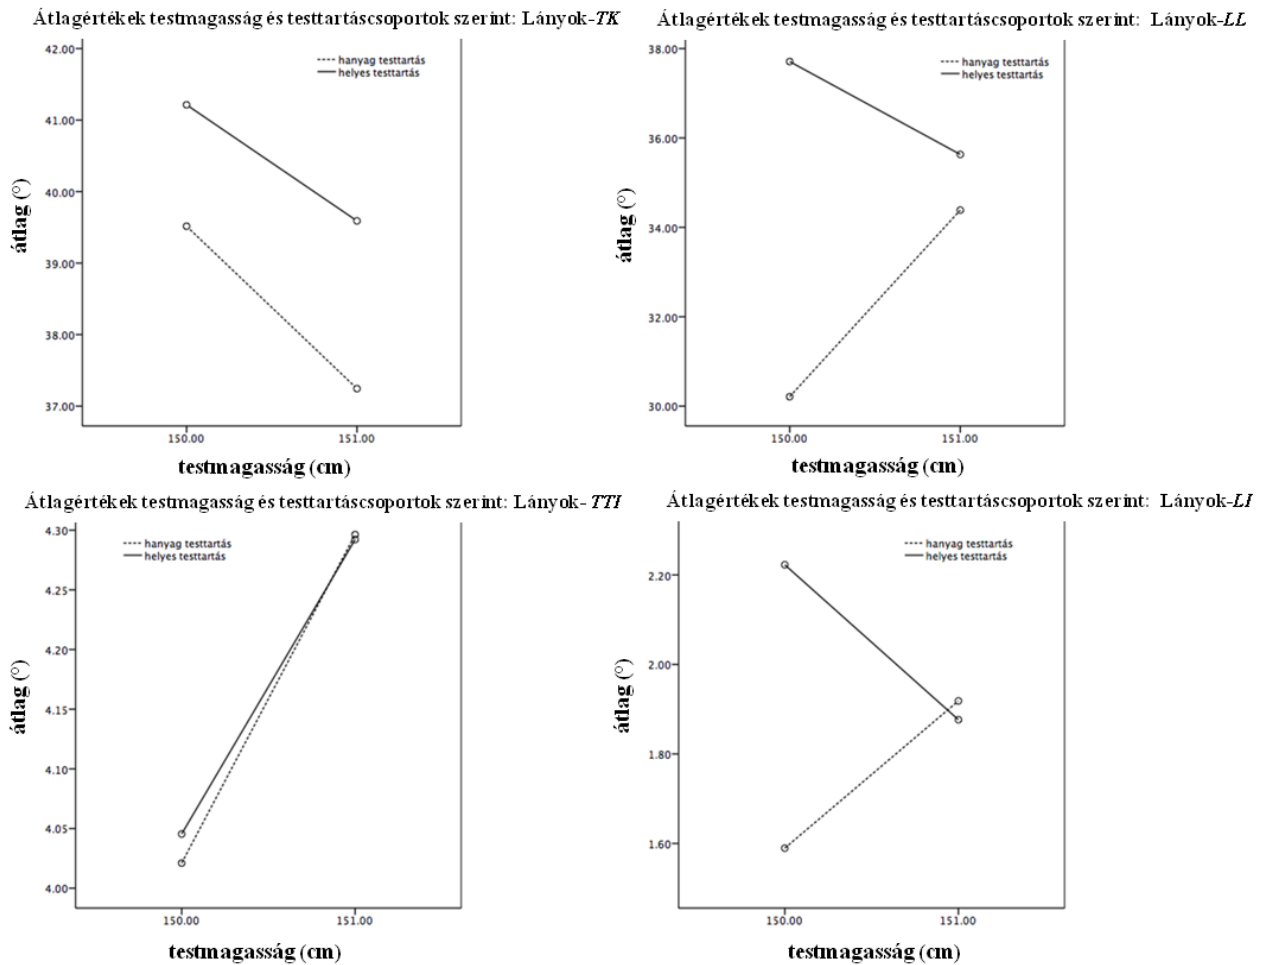 Átlagértékek testmagasság és testtartáscsoportok szerint: Lányok-TK
42.00
41.00
40.00
39.00
38.00
37.00
átlag (°)
hanyag testtartás
helyes testtartás
150.00 151.00
testmagasság (cm)
Átlagértékek testmagasság és testtartáscsoportok szerint: Lányok-LL
38.00
36.00
34.00
32.00
30.00
átlag (°)
hanyag testtartás
helyes testtartás
150.00 151.00
testmagasság (cm)
Átlagértékek testmagasság és testtartáscsoportok szerint: Lányok- TTI
4.30
4.25
4.20
4.15
4.10
4.05
4.00
átlag (°)
hanyag testtartás
helyes testtartás
150.00 151.00
testmagasság (cm)
Átlagértékek testmagasság és testtartáscsoportok szerint: Lányok-LI
2.20
2.00
1.80
1.60
átlag (°)
hanyag testtartás
helyes testtartás
150.00 151.00
testmagasság (cm)